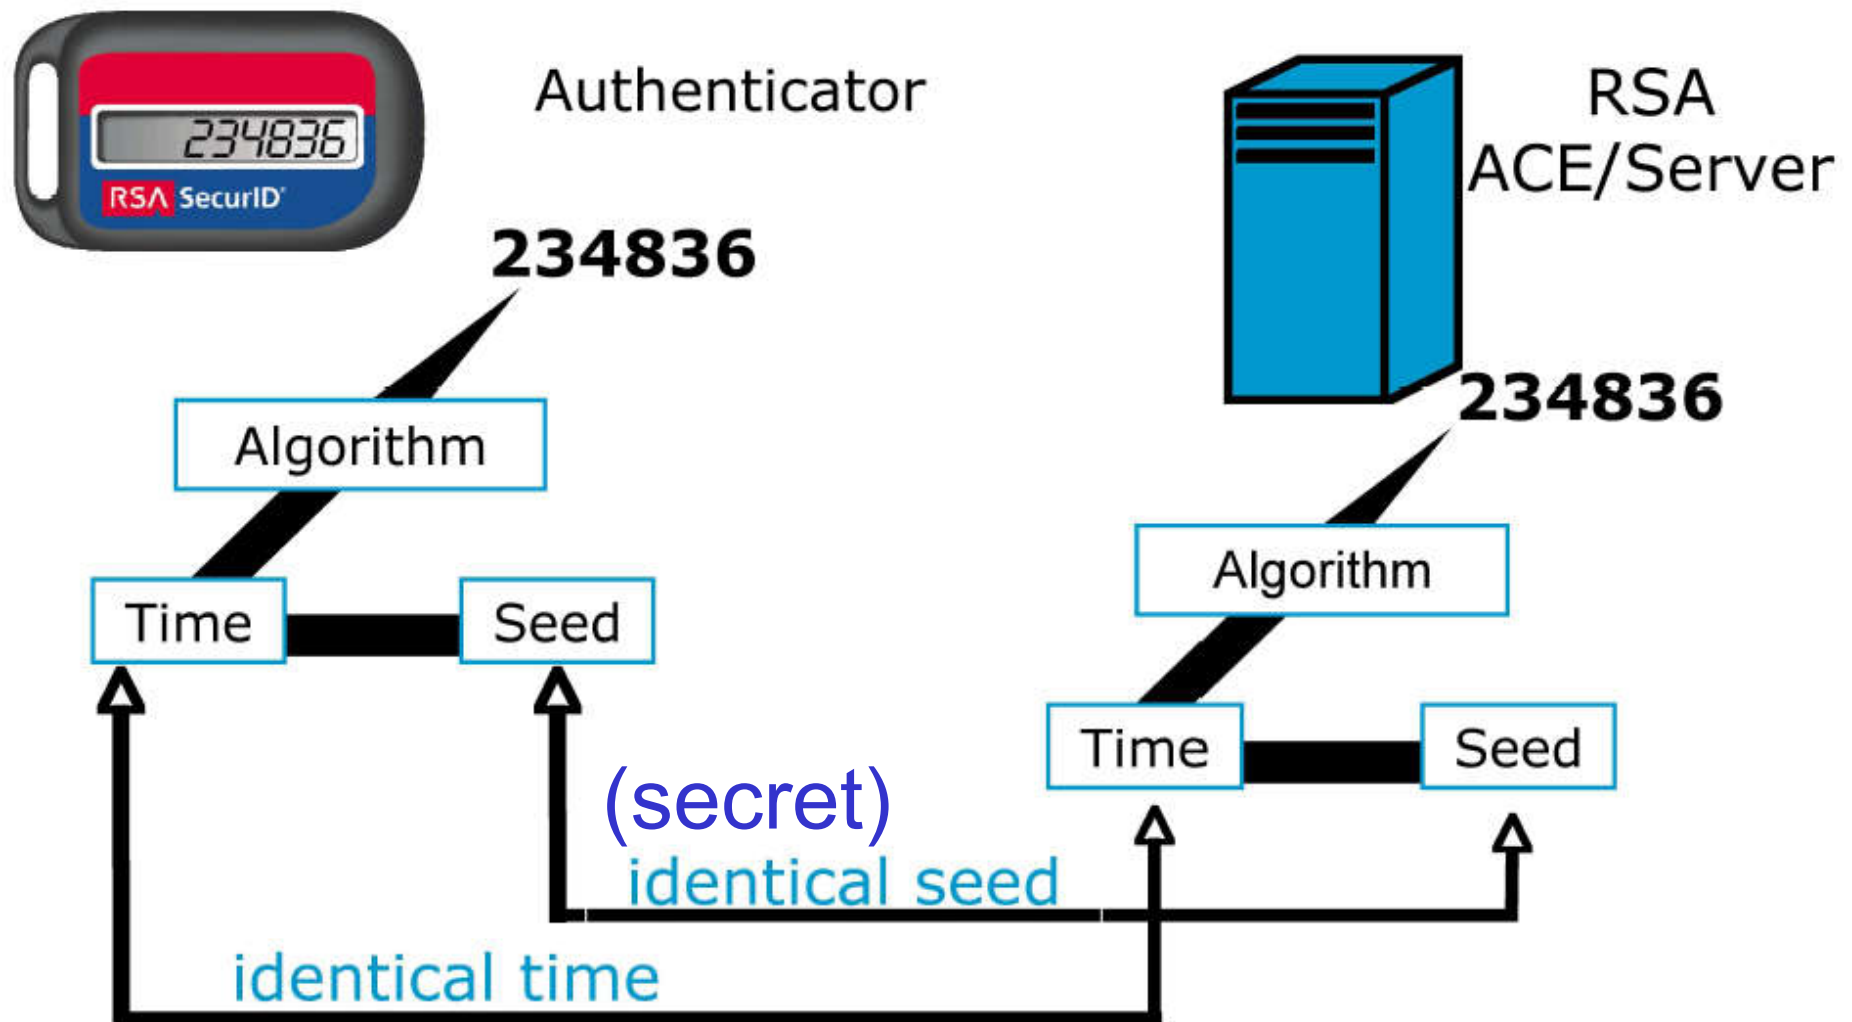 Authenticator
RSA
ACE/Server
234836
RSA SecurID®
234836
234836
Algorithm
Algorithm
Time
Seed
Time
Seed
(secret)
identical seed
identical time